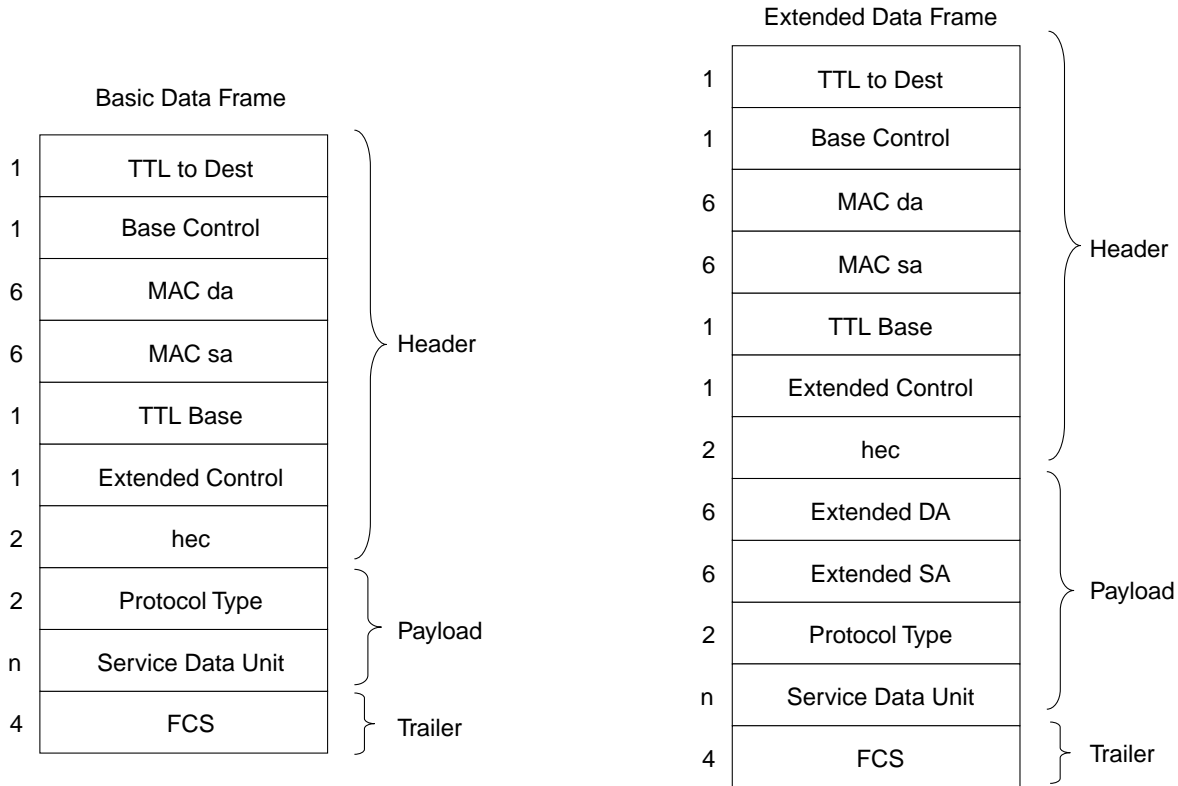 Basic Data Frame
1 TTL to Dest
1 Base Control
6 MAC da
6 MAC sa
1 TTL Base
1 Extended Control
2 hec
2 Protocol Type
n Service Data Unit
4 FCS
Header
Payload
Trailer
Extended Data Frame
1 TTL to Dest
1 Base Control
6 MAC da
6 MAC sa
1 TTL Base
1 Extended Control
2 hec
6 Extended DA
6 Extended SA
2 Protocol Type
n Service Data Unit
4 FCS
Header
Payload
Trailer